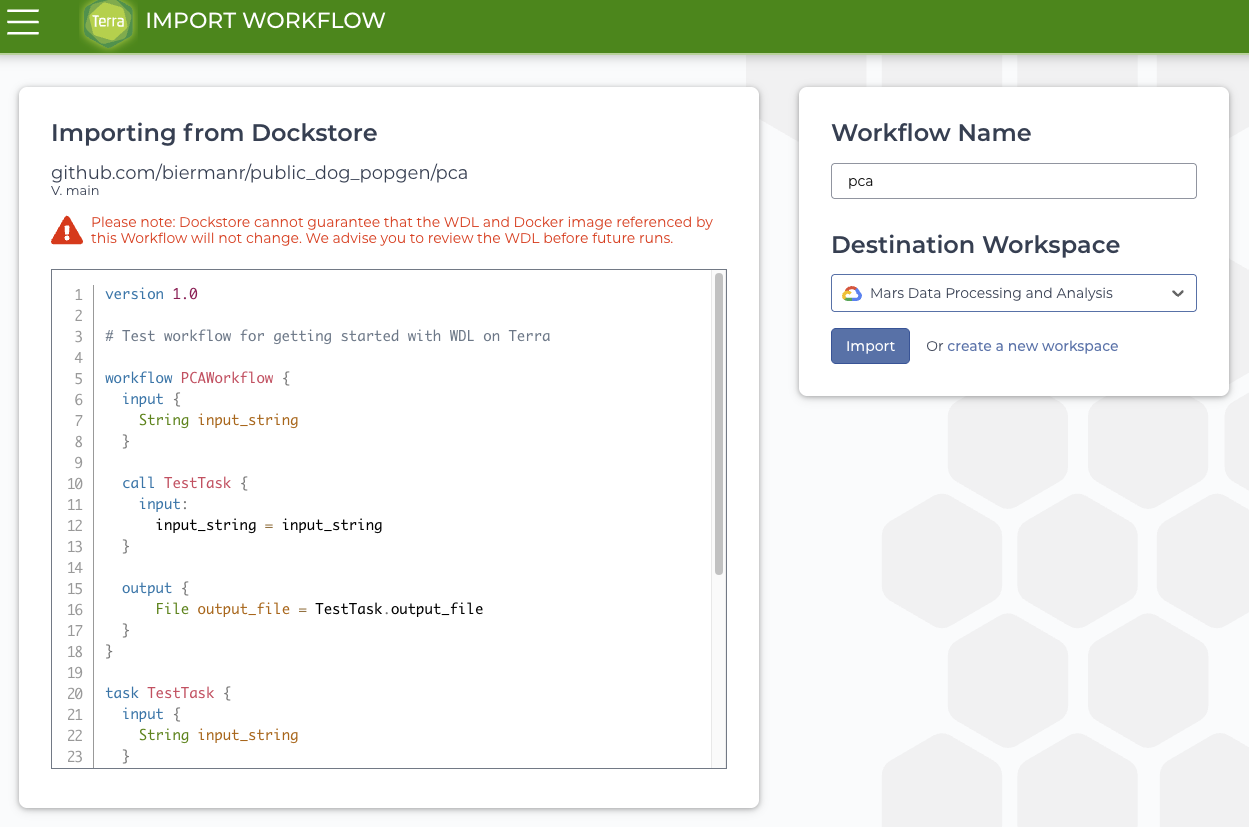 Terra IMPORT WORKFLOW
Importing from Dockstore
github.com/biermanr/public_dog_popgen/pca
V. main
Please note: Dockstore cannot guarantee that the WDL and Docker image referenced by
this Workflow will not change. We advise you to review the WDL before future runs.
1 version 1.0
2
3 # Test workflow for getting started with WDL on Terra
4
5 workflow PCAWorkflow {
6   input {
7     String input_string
8   }
9
10   call TestTask {
11     input:
12       input_string = input_string
13   }
14
15   output {
16       File output_file = TestTask.output_file
17   }
18 }
19
20 task TestTask {
21   input {
22     String input_string
23   }
Workflow Name
pca
Destination Workspace
Mars Data Processing and Analysis
Import Or create a new workspace